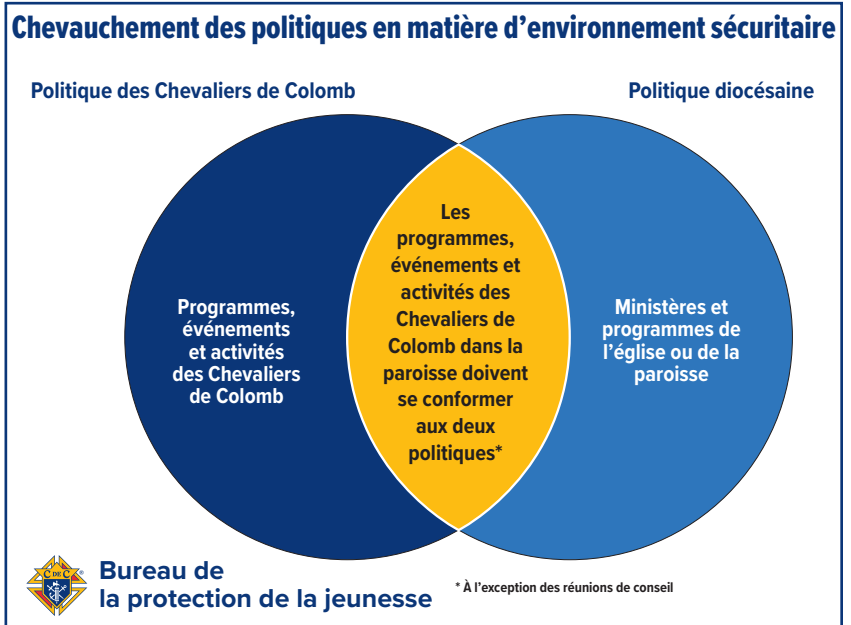 Chevauchement des politiques en matière d’environnement sécuritaire
Politique des Chevaliers de Colomb
Politique diocésaine
Programmes,
événements
et activités
des Chevaliers
de Colomb
Les
programmes,
événements et
activités des
Chevaliers de
Colomb dans la
paroisse doivent
se conformer
aux deux
politiques*
Ministères et
programmes de
l’église ou de la
paroisse
C DE C
®
Bureau de
la protection de la jeunesse
* À l’exception des réunions de conseil